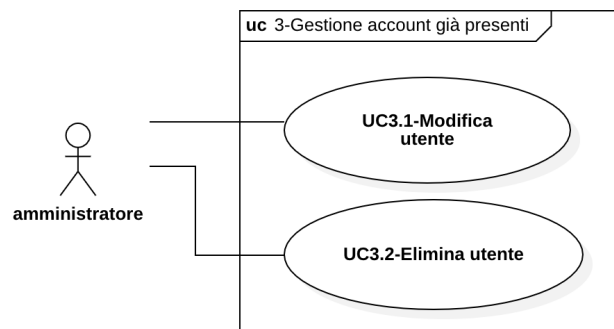 uc 3-Gestione account già presenti
UC3.1-Modifica
utente
amministratore
UC3.2-Elimina utente